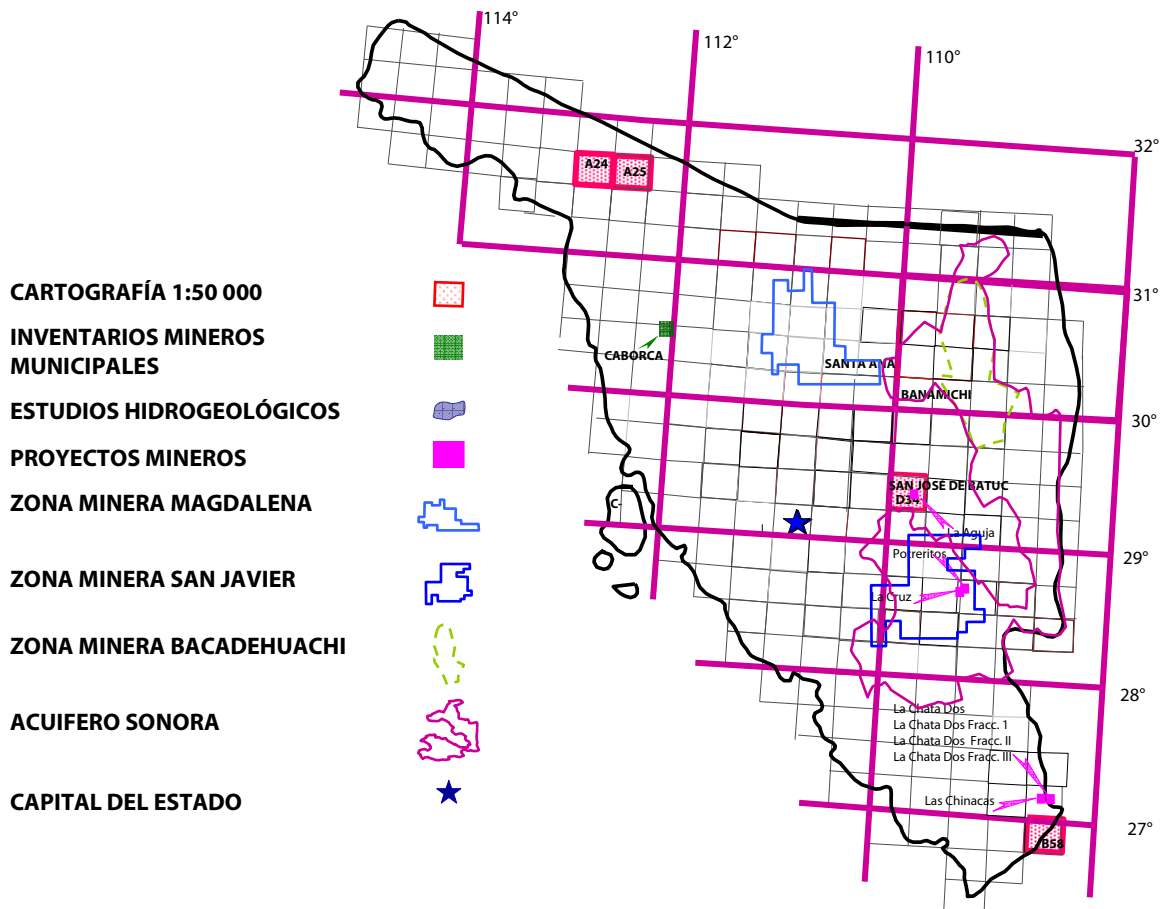 114°
112°
110°
32°
A24
A25
31°
CARTOGRAFÍA 1:50 000
INVENTARIOS MINEROS
MUNICIPALES
CABORCA
SANTA ANA
BANAMICHI
ESTUDIOS HIDROGEOLÓGICOS
30°
PROYECTOS MINEROS
SAN JOSE DE BATUC
D34
ZONA MINERA MAGDALENA
C-
La Aguja
Potreritos
29°
ZONA MINERA SAN JAVIER
La Cruz
ZONA MINERA BACADEHUACHI
28°
ACUIFERO SONORA
La Chata Dos
La Chata Dos Fracc. 1
La Chata Dos Fracc. II
La Chata Dos Fracc. III
CAPITAL DEL ESTADO
Las Chinacas
27°
B58